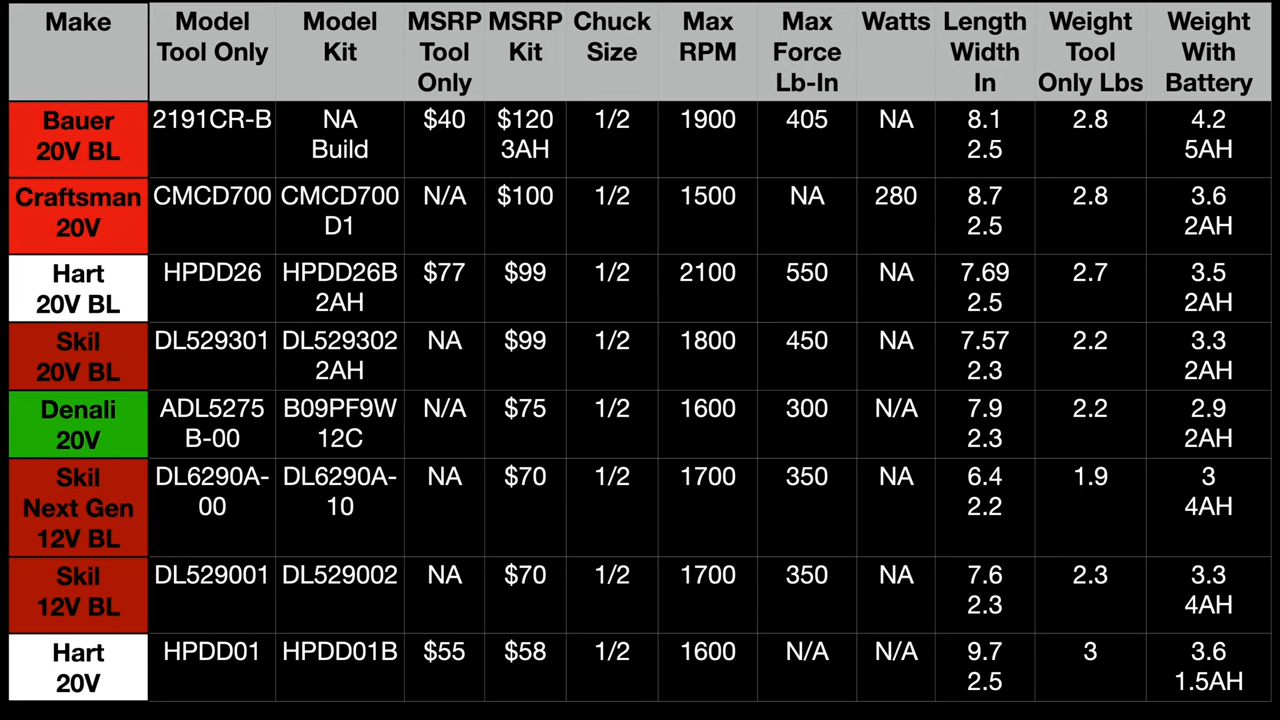 Make Model Tool Only Model Kit MSRP Tool Only MSRP Kit Chuck Size Max RPM Max Force Lb-In Watts Length Width In Weight Tool Only Lbs Weight With Battery
Bauer 20V BL 2191CR-B NA Build $40 $120 3AH 1/2 1900 405 NA 8.1 2.5 2.8 4.2 5AH
Craftsman 20V CMCD700 CMCD700 D1 N/A $100 1/2 1500 NA 280 8.7 2.5 2.8 3.6 2AH
Hart 20V BL HPDD26 HPDD26B 2AH $77 $99 1/2 2100 550 NA 7.69 2.5 2.7 3.5 2AH
Skil 20V BL DL529301 DL529302 2AH NA $99 1/2 1800 450 NA 7.57 2.3 2.2 3.3 2AH
Denali 20V ADL5275 B-00 B09PF9W 12C N/A $75 1/2 1600 300 N/A 7.9 2.3 2.2 2.9 2AH
Skil Next Gen 12V BL DL6290A-00 DL6290A-10 NA $70 1/2 1700 350 NA 6.4 2.2 1.9 3 4AH
Skil 12V BL DL529001 DL529002 NA $70 1/2 1700 350 NA 7.6 2.3 2.3 3.3 4AH
Hart 20V HPDD01 HPDD01B $55 $58 1/2 1600 N/A N/A 9.7 2.5 3 3.6 1.5AH